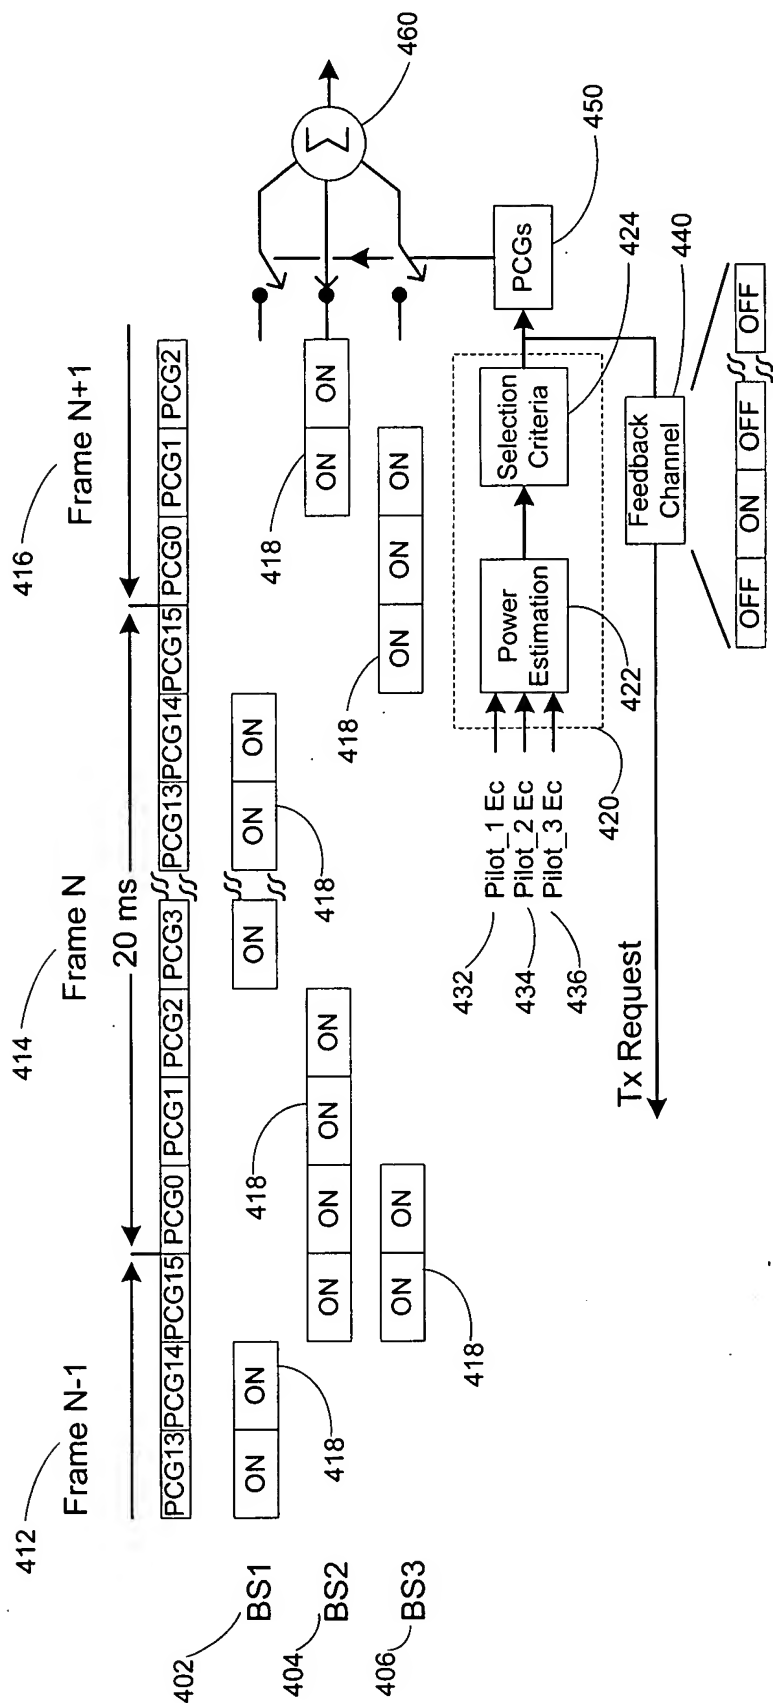 412
Frame N-1
414
Frame N
416
Frame N+1
20 ms
PCG13 PCG14 PCG15 PCG0 PCG1 PCG2 PCG3 PCG13 PCG14 PCG15 PCG0 PCG1 PCG2
402
BS1
ON ON ON ON ON
418
418
404
BS2
ON ON ON ON ON ON
418
418
406
BS3
ON ON ON ON ON
418
418
460
Σ
432
Pilot_1 Ec
434
Pilot_2 Ec
436
Pilot_3 Ec
420
Power
Estimation
422
Selection
Criteria
424
PCGs
450
Feedback
Channel
440
Tx Request
OFF ON OFF OFF